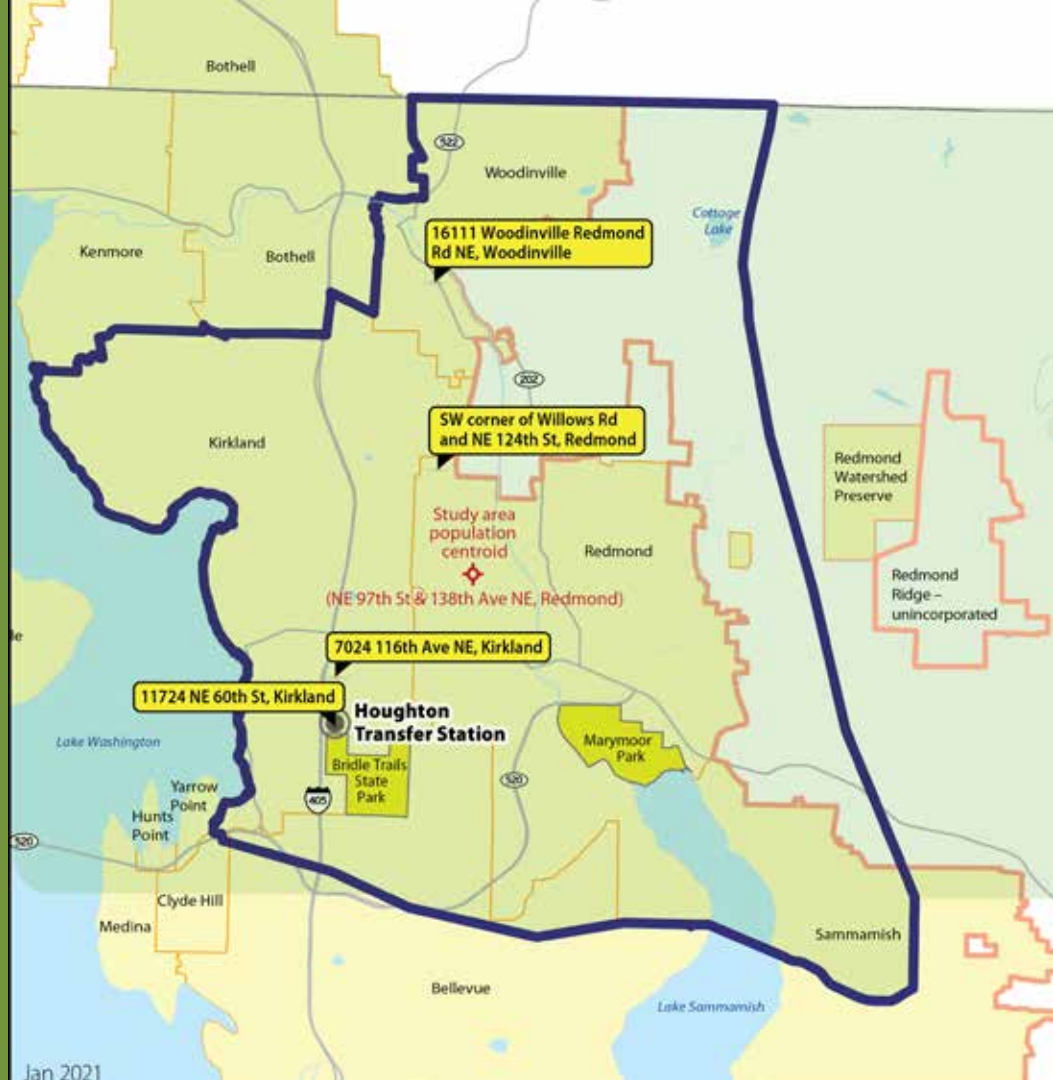 Bothell
522
Woodinville
Cottage
Lake
16111 Woodinville Redmond
Rd NE, Woodinville
Kenmore
Bothell
202
SW corner of Willows Rd
and NE 124th St, Redmond
Kirkland
Redmond
Watershed
Preserve
Study area
population
centroid
Redmond
(NE 97th St & 138th Ave NE, Redmond)
Redmond
Ridge –
unincorporated
le
7024 116th Ave NE, Kirkland
11724 NE 60th St, Kirkland
Houghton
Transfer Station
Lake Washington
Marymoor
Park
Bridle Trails
State
Park
Yarrow
Point
Hunts
Point
405
520
520
Clyde Hill
Medina
Sammamish
Bellevue
Lake Sammamish
Jan 2021